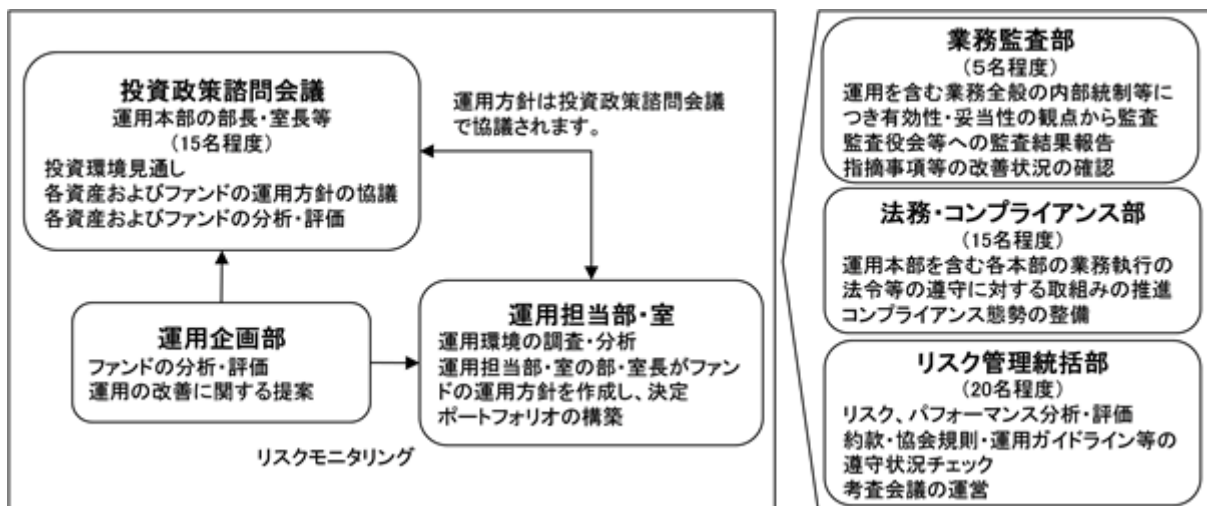 投資政策諮問会議
運用本部の部長・室長等
（15名程度）
投資環境見通し
各資産およびファンドの運用方針の協議
各資産およびファンドの分析・評価
運用方針は投資政策諮問会議
で協議されます。
運用企画部
ファンドの分析・評価
運用の改善に関する提案
運用担当部・室
運用環境の調査・分析
運用担当部・室の部・室長がファン
ドの運用方針を作成し、決定
ポートフォリオの構築
リスクモニタリング
業務監査部
（5名程度）
運用を含む業務全般の内部統制等に
つき有効性・妥当性の観点から監査
監査役会等への監査結果報告
指摘事項等の改善状況の確認
法務・コンプライアンス部
（15名程度）
運用本部を含む各本部の業務執行の
法令等の遵守に対する取組みの推進
コンプライアンス態勢の整備
リスク管理統括部
（20名程度）
リスク、パフォーマンス分析・評価
約款・協会規則・運用ガイドライン等の
遵守状況チェック
考査会議の運営